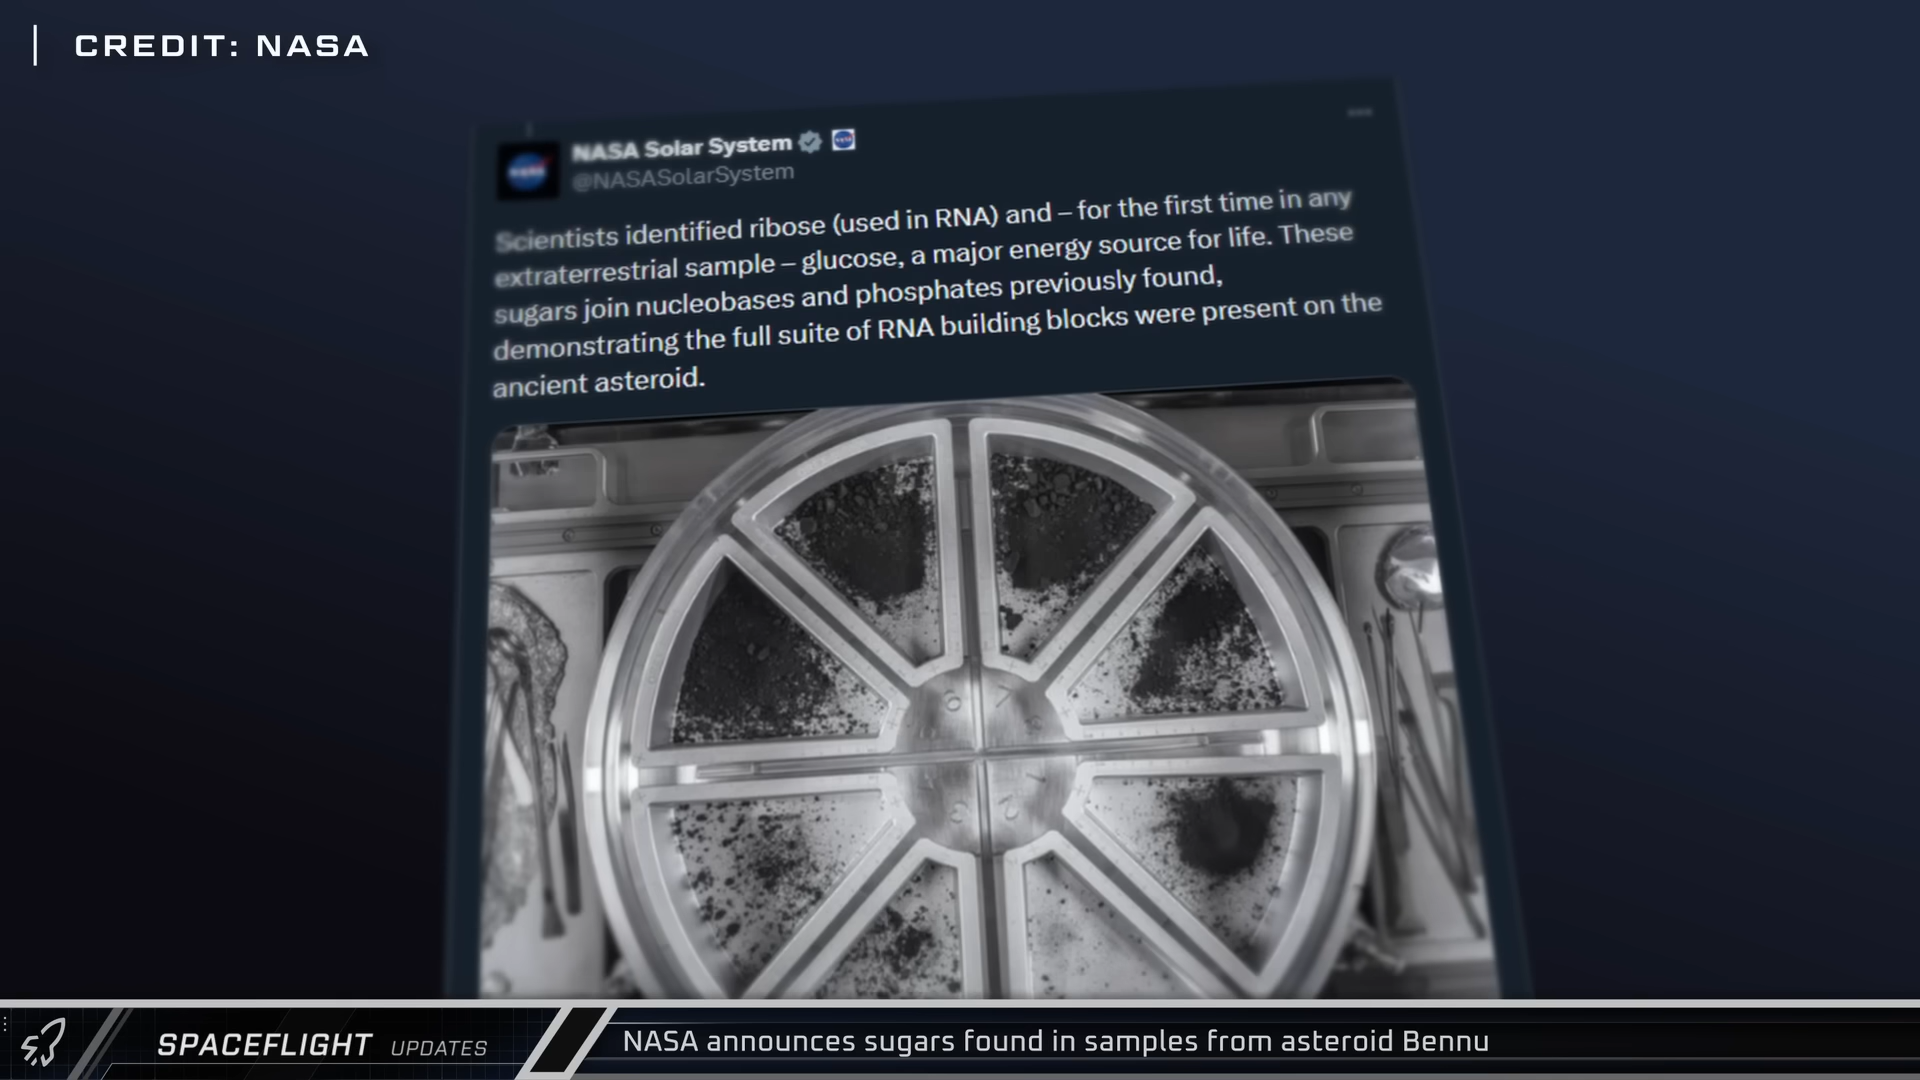 CREDIT: NASA
NASA Solar System
@NASASolarSystem
Scientists identified ribose (used in RNA) and – for the first time in any
extraterrestrial sample – glucose, a major energy source for life. These
sugars join nucleobases and phosphates previously found,
demonstrating the full suite of RNA building blocks were present on the
ancient asteroid.
SPACEFLIGHT UPDATES
NASA announces sugars found in samples from asteroid Bennu